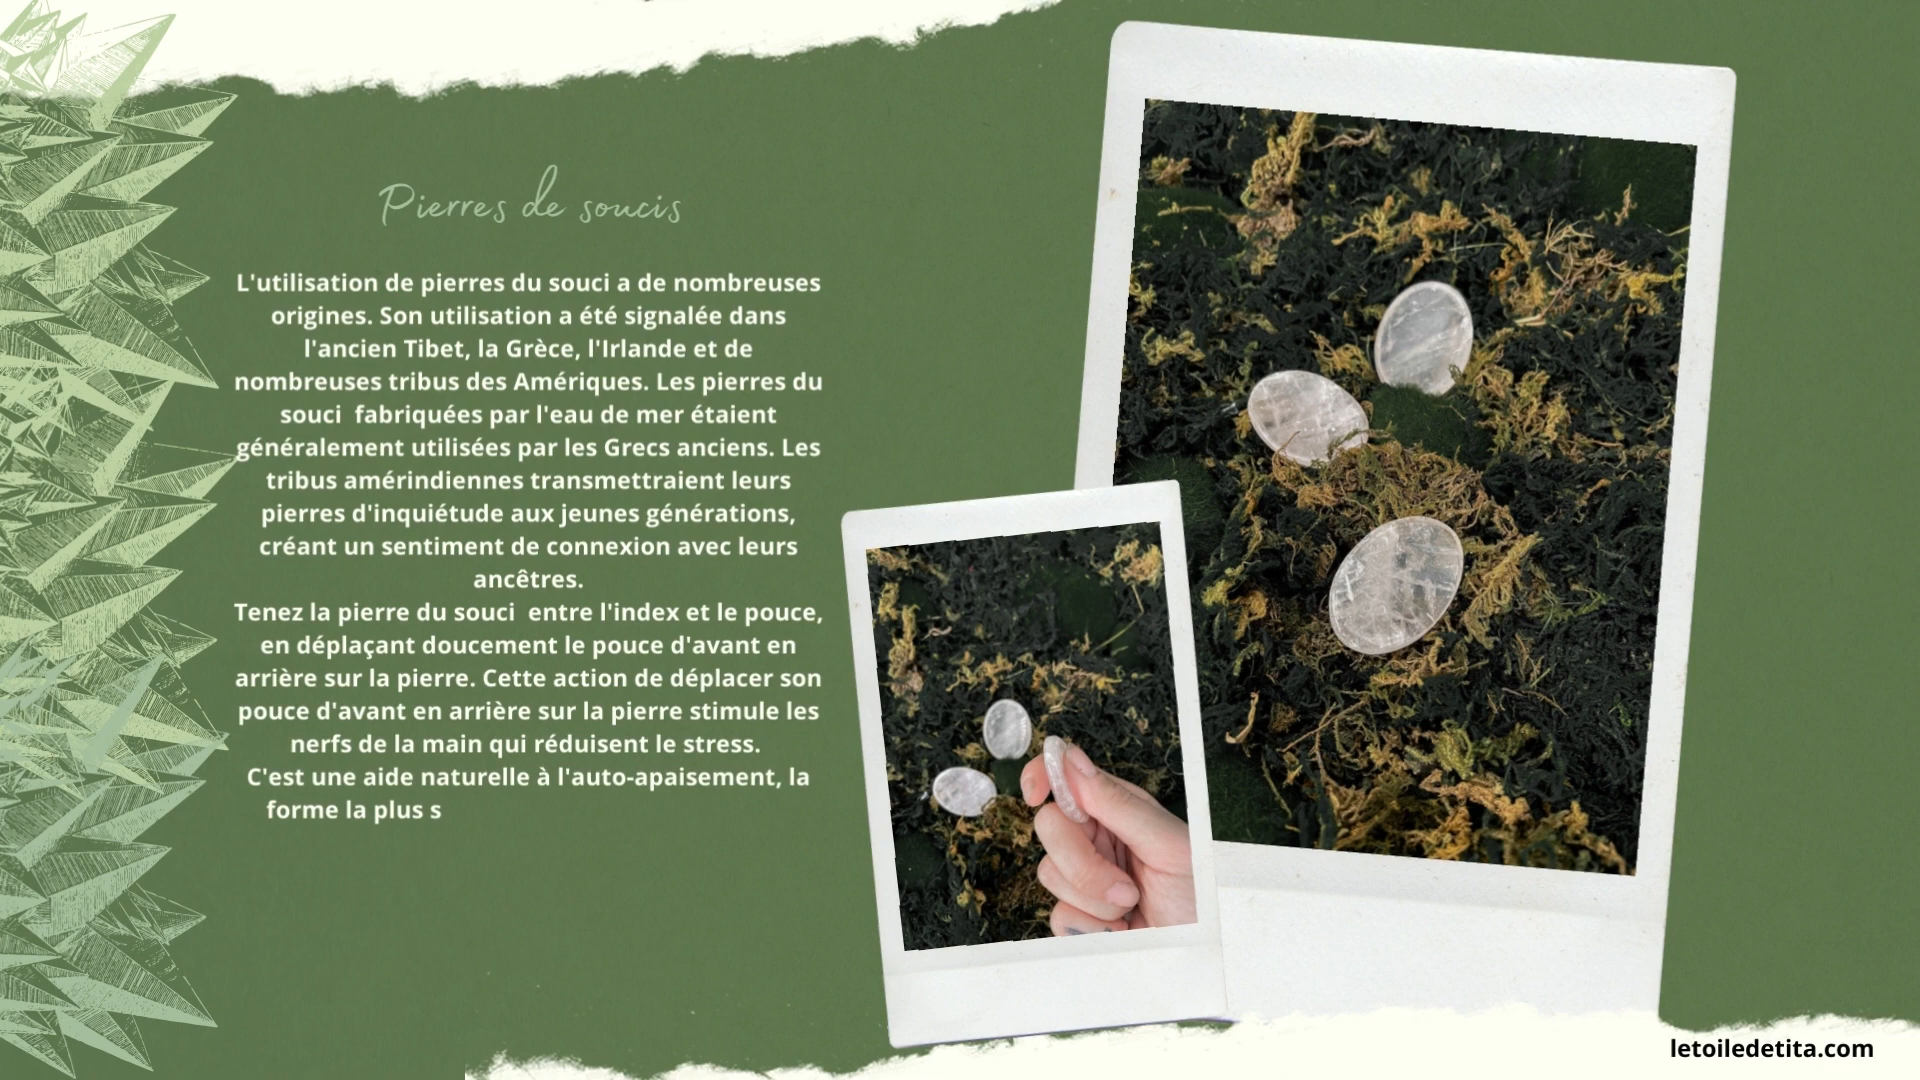 Pierres de soucis
L'utilisation de pierres du souci a de nombreuses
origines. Son utilisation a été signalée dans
l'ancien Tibet, la Grèce, l'Irlande et de
nombreuses tribus des Amériques. Les pierres du
souci  fabriquées par l'eau de mer étaient
généralement utilisées par les Grecs anciens. Les
tribus amérindiennes transmettraient leurs
pierres d'inquiétude aux jeunes générations,
créant un sentiment de connexion avec leurs
ancêtres.
Tenez la pierre du souci  entre l'index et le pouce,
en déplaçant doucement le pouce d'avant en
arrière sur la pierre. Cette action de déplacer son
pouce d'avant en arrière sur la pierre stimule les
nerfs de la main qui réduisent le stress.
C'est une aide naturelle à l'auto-apaisement, la
forme la plus s
letoiledetita.com